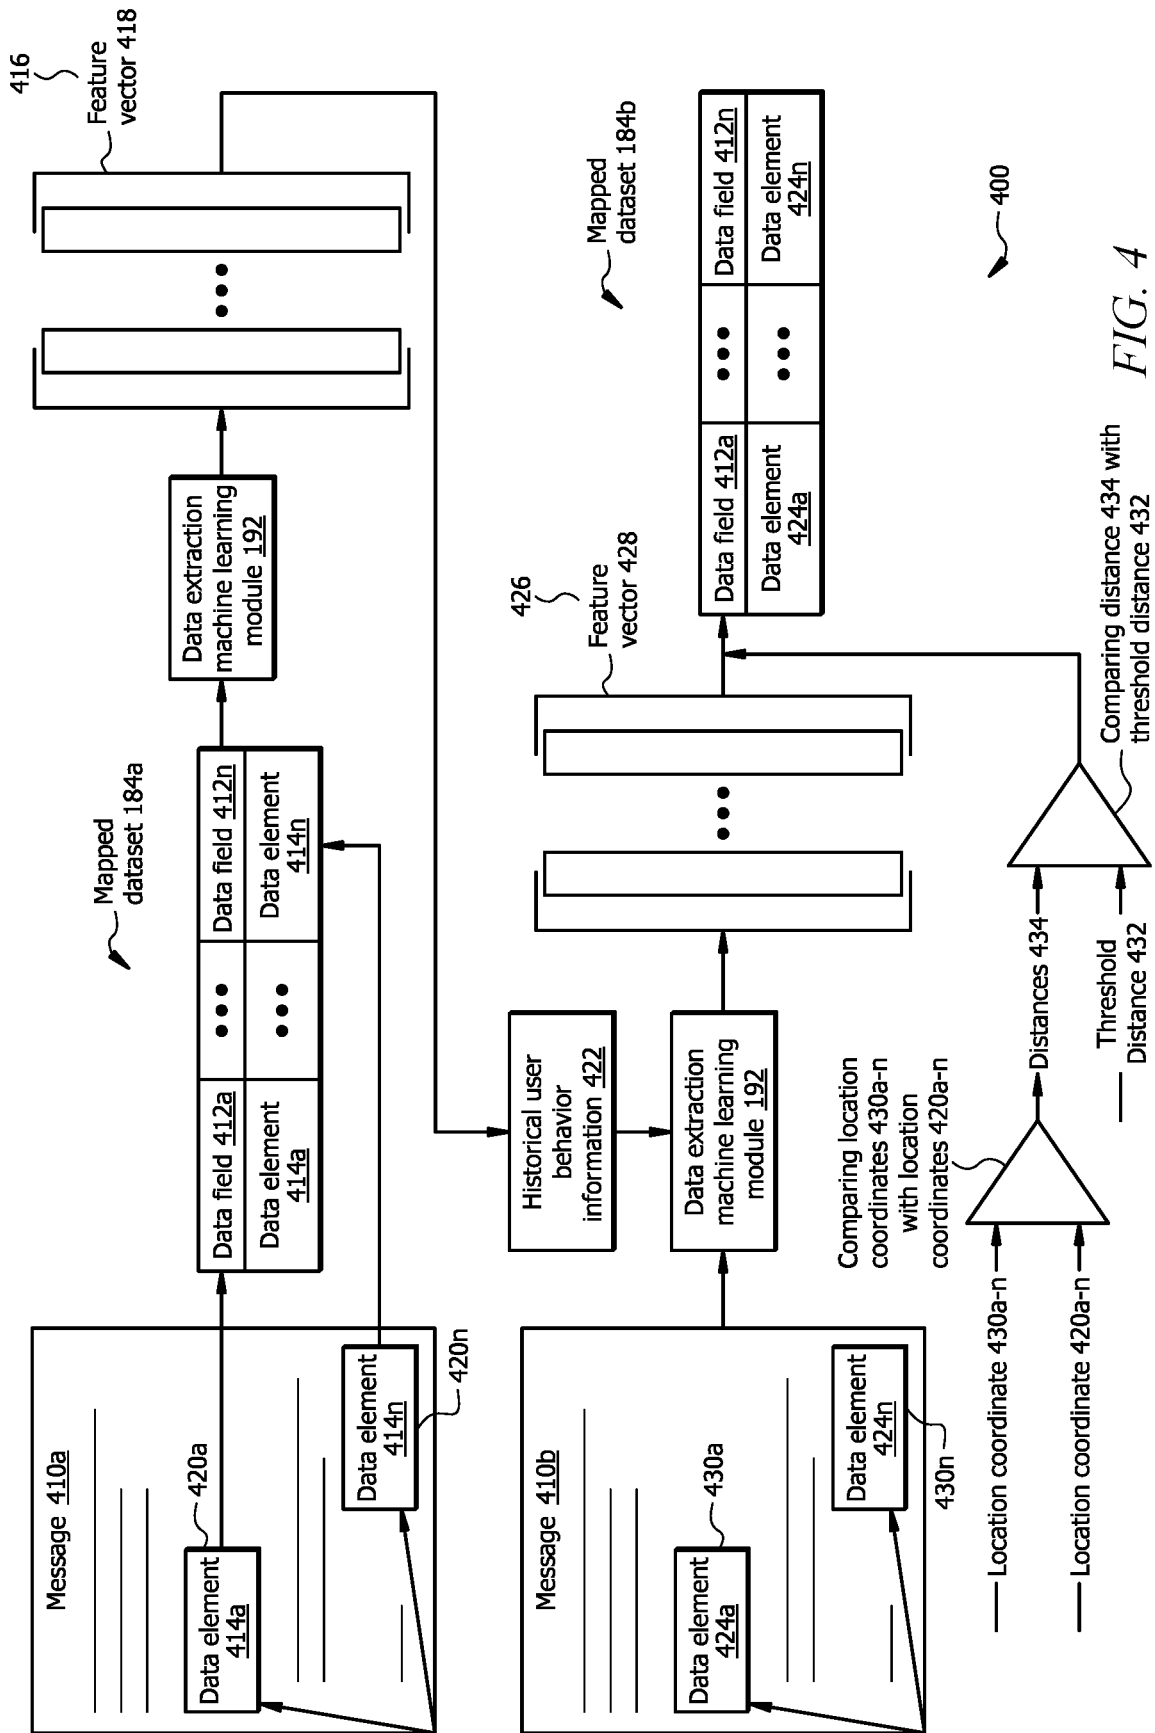 Message 410a
Data element
414a
420a
Data element
414n
420n
Mapped
dataset 184a
Data field 412a
•••
Data field 412n
Data element
414a
•••
Data element
414n
Data extraction
machine learning
module 192
416
Feature
vector 418
Historical user
behavior
information 422
Message 410b
Data element
424a
430a
Data element
424n
430n
Data extraction
machine learning
module 192
426
Feature
vector 428
Mapped
dataset 184b
Data field 412a
•••
Data field 412n
Data element
424a
•••
Data element
424n
Comparing location
coordinates 430a-n
with location
coordinates 420a-n
Location coordinate 430a-n
Location coordinate 420a-n
Distances 434
Threshold
Distance 432
Comparing distance 434 with
threshold distance 432
400
FIG. 4